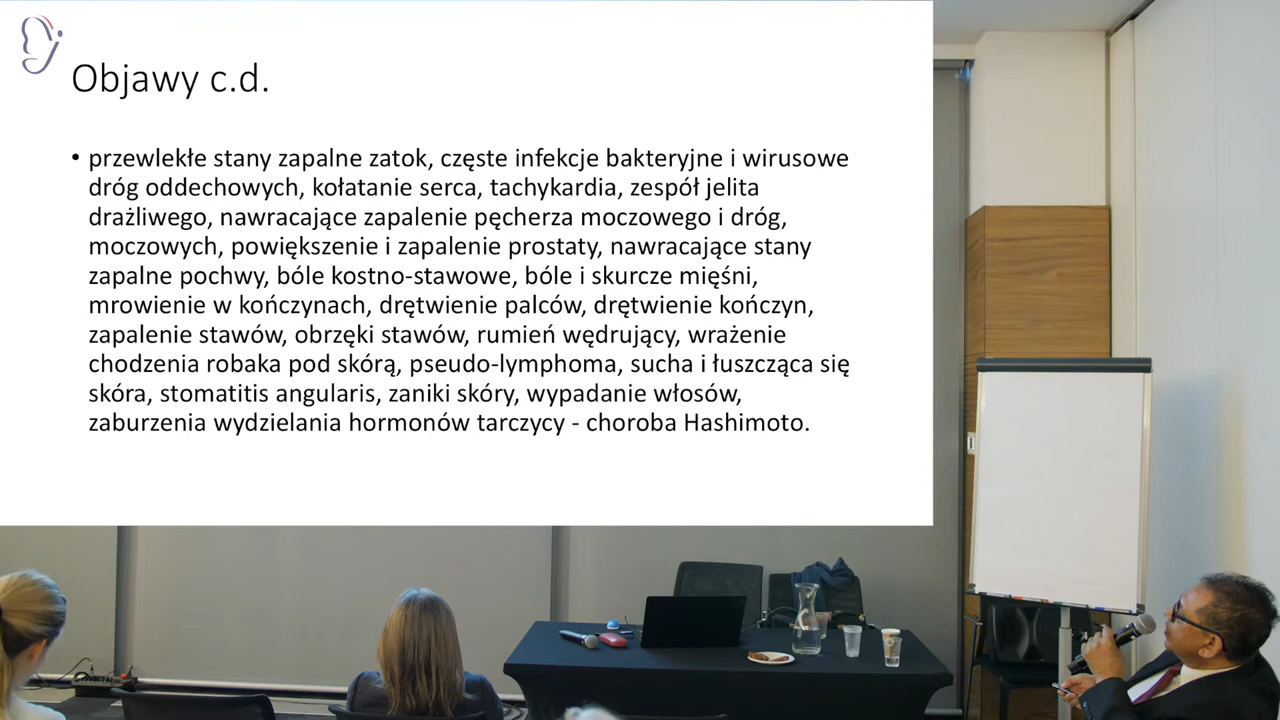 Objawy c.d.
• przewlekłe stany zapalne zatok, częste infekcje bakteryjne i wirusowe
dróg oddechowych, kołatanie serca, tachykardia, zespół jelita
drażliwego, nawracające zapalenie pęcherza moczowego i dróg,
moczowych, powiększenie i zapalenie prostaty, nawracające stany
zapalne pochwy, bóle kostno-stawowe, bóle i skurcze mięśni,
mrowienie w kończynach, drętwienie palców, drętwienie kończyn,
zapalenie stawów, obrzęki stawów, rumień wędrujący, wrażenie
chodzenia robaka pod skórą, pseudo-lymphoma, sucha i łuszcząca się
skóra, stomatitis angularis, zaniki skóry, wypadanie włosów,
zaburzenia wydzielania hormonów tarczycy - choroba Hashimoto.